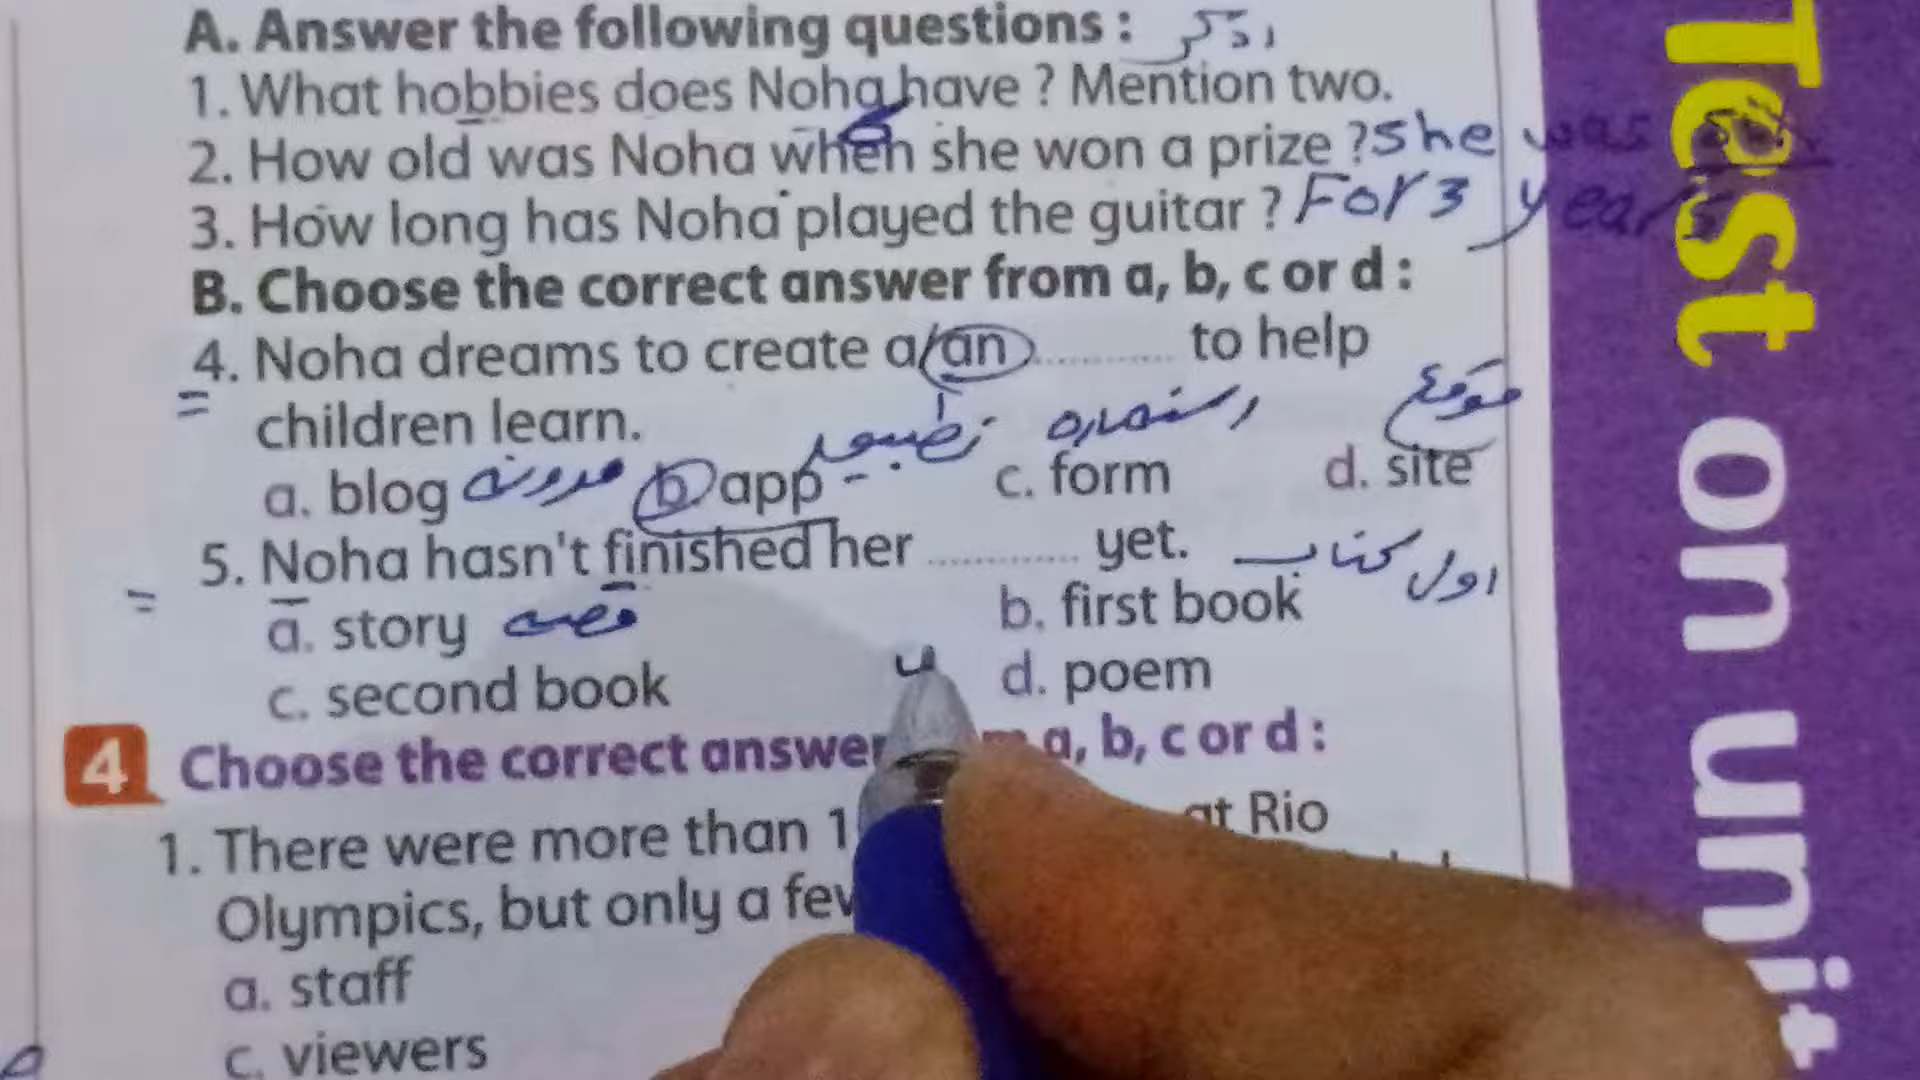 A. Answer the following questions : اذكر
1. What hobbies does Noha have ? Mention two.
2. How old was Noha when she won a prize ? she was
3. How long has Noha played the guitar ? For 3 years
B. Choose the correct answer from a, b, c or d :
4. Noha dreams to create a/an ............ to help
children learn.
تطبيق استمارة موقع
a. blog مدونة b app c. form d. site
5. Noha hasn't finished her ............ yet. اول كتاب
a. story قصه b. first book
c. second book d. poem
4 Choose the correct answer a, b, c or d :
1. There were more than 1 at Rio
Olympics, but only a few
a. staff
c. viewers
Test on unit